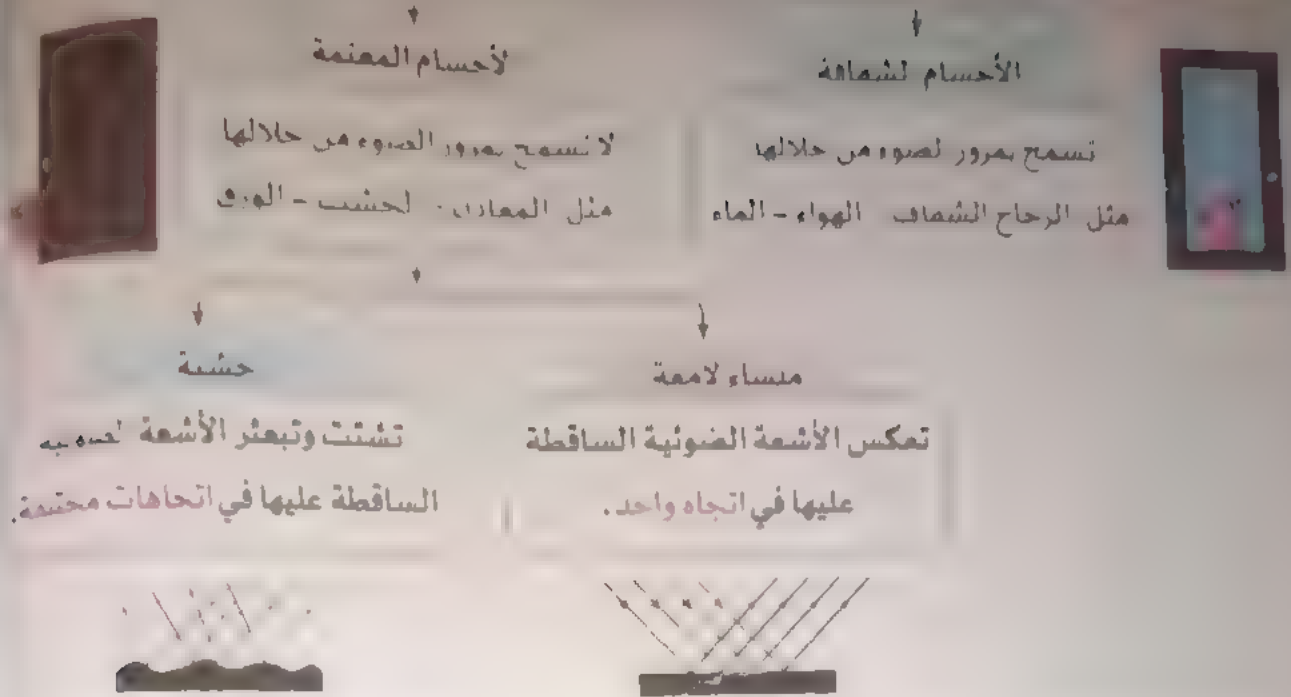 الأجسام الشفافة
تسمح بمرور الضوء من خلالها
مثل الزجاج الشفاف الهواء - الماء
الأجسام المعتمة
لا تسمح بمرور الضوء من خلالها
مثل المعادن - الخشب - الورق
ملساء لامعة
تعكس الأشعة الضوئية الساقطة
عليها في اتجاه واحد.
خشنة
تشتت وتبعثر الأشعة الضوئية
الساقطة عليها في اتجاهات مختلفة.